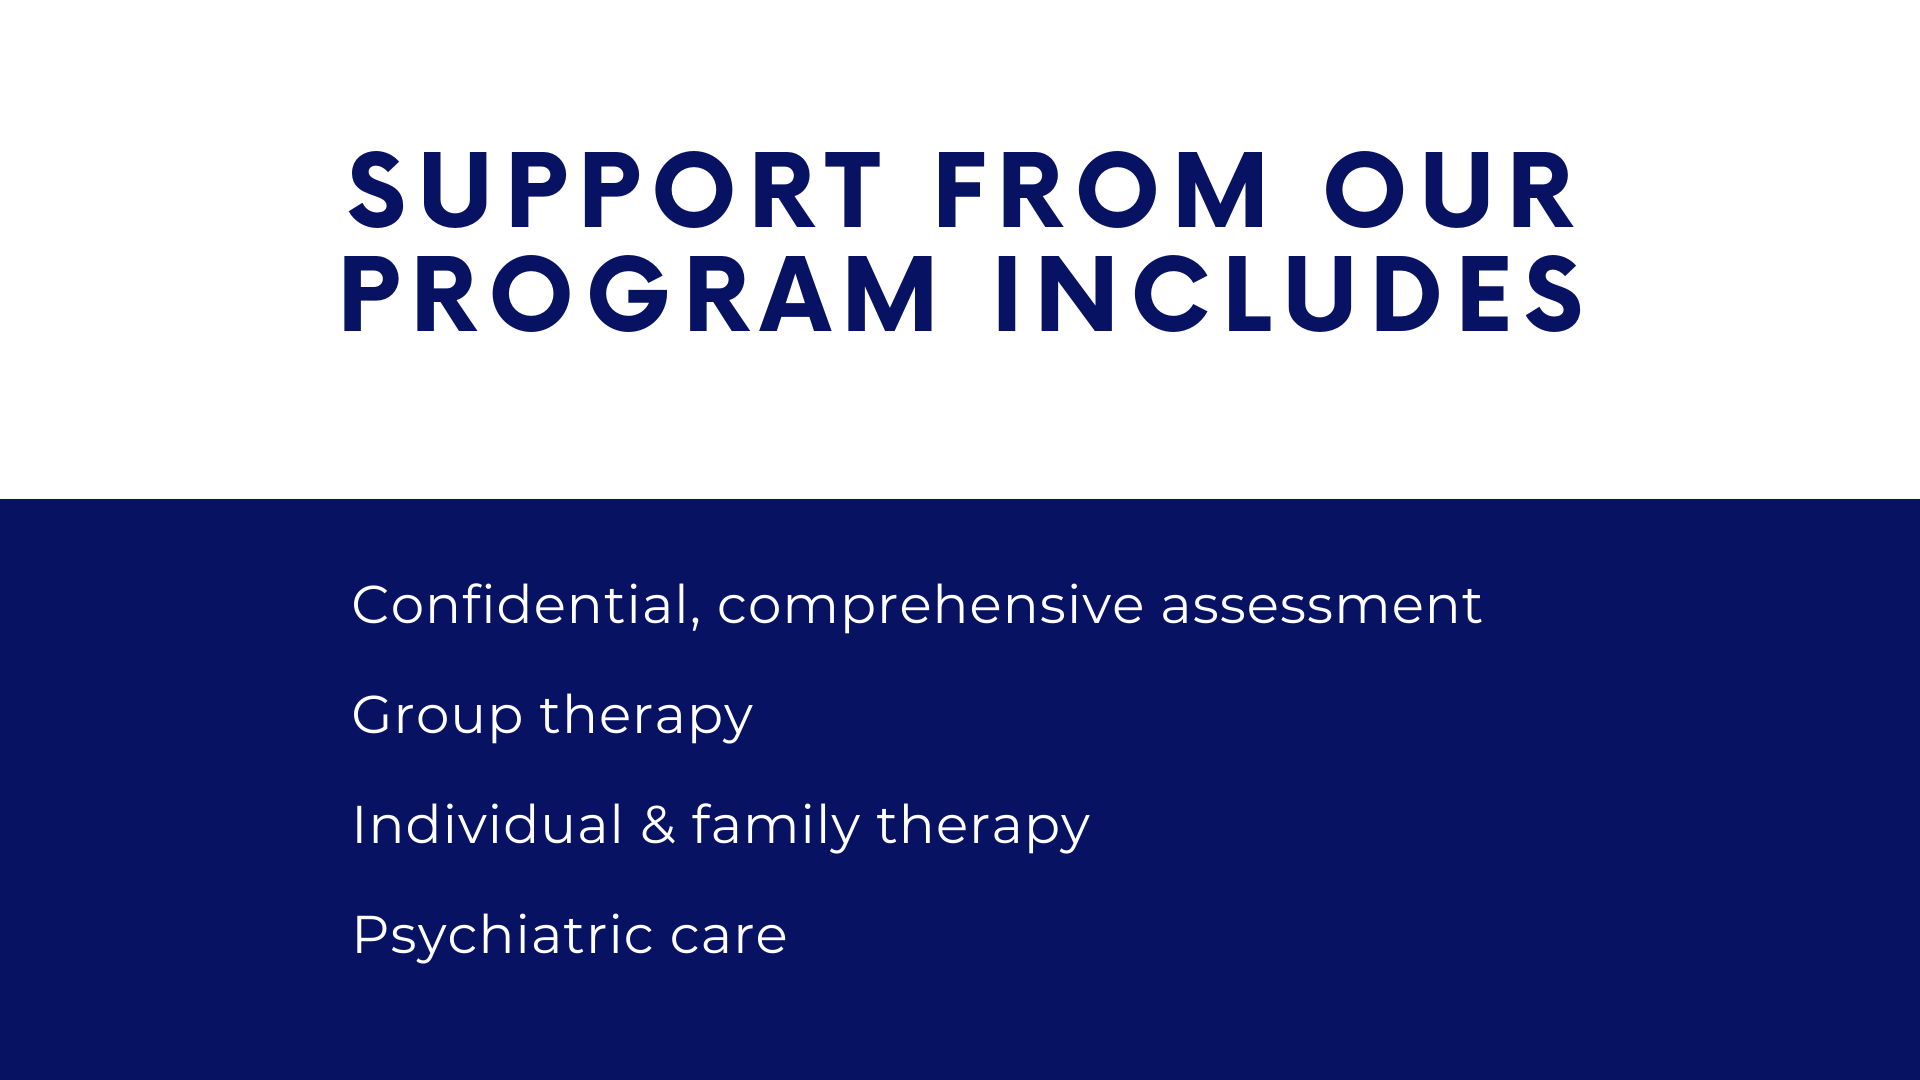 SUPPORT FROM OUR
PROGRAM INCLUDES
Confidential, comprehensive assessment
Group therapy
Individual & family therapy
Psychiatric care